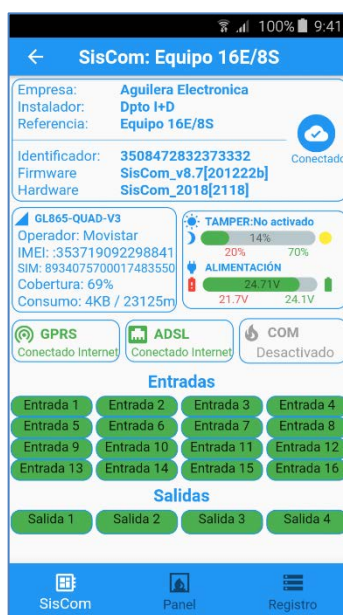 100% 9:41
SisCom: Equipo 16E/8S
Empresa: Aguilera Electronica
Instalador: Dpto I+D
Referencia: Equipo 16E/8S
Identificador: 3508472832373332
Conectado
Firmware SisCom_v8.7[201222b]
Hardware SisCom_2018[2118]
GL865-QUAD-V3
Operador: Movistar
IMEI: :353719092298841
SIM: 8934075700017483550
Cobertura: 69%
Consumo: 4KB / 23125m
TAMPER:No activado
14%
20% 70%
ALIMENTACIÓN
24.71V
21.7V 24.1V
GPRS
Conectado Internet
ADSL
Conectado Internet
COM
Desactivado
Entradas
Entrada 1 Entrada 2 Entrada 3 Entrada 4
Entrada 5 Entrada 6 Entrada 7 Entrada 8
Entrada 9 Entrada 10 Entrada 11 Entrada 12
Entrada 13 Entrada 14 Entrada 15 Entrada 16
Salidas
Salida 1 Salida 2 Salida 3 Salida 4
SisCom Panel Registro